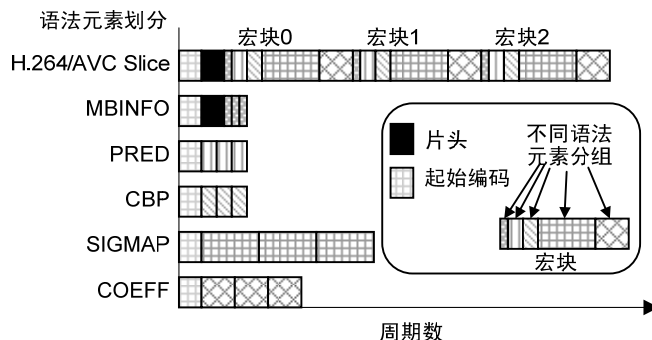 语法元素划分
宏块0 宏块1 宏块2
H.264/AVC Slice
MBINFO
PRED
CBP
SIGMAP
COEFF
片头
起始编码
不同语法
元素分组
宏块
周期数